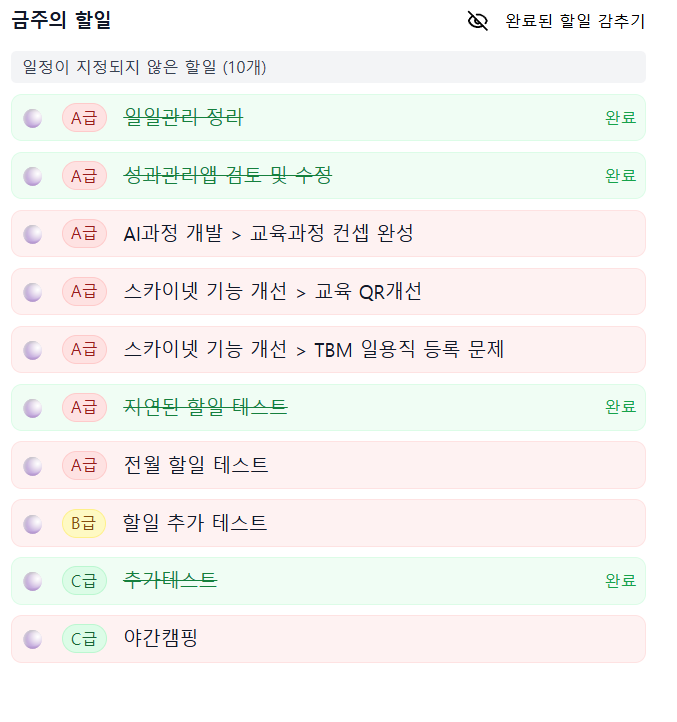 금주의 할일
완료된 할일 감추기
일정이 지정되지 않은 할일 (10개)
A급 일일관리 정리 완료
A급 성과관리앱 검토 및 수정 완료
A급 AI과정 개발 > 교육과정 컨셉 완성
A급 스카이넷 기능 개선 > 교육 QR개선
A급 스카이넷 기능 개선 > TBM 일용직 등록 문제
A급 지연된 할일 테스트 완료
A급 전월 할일 테스트
B급 할일 추가 테스트
C급 추가테스트 완료
C급 야간캠핑